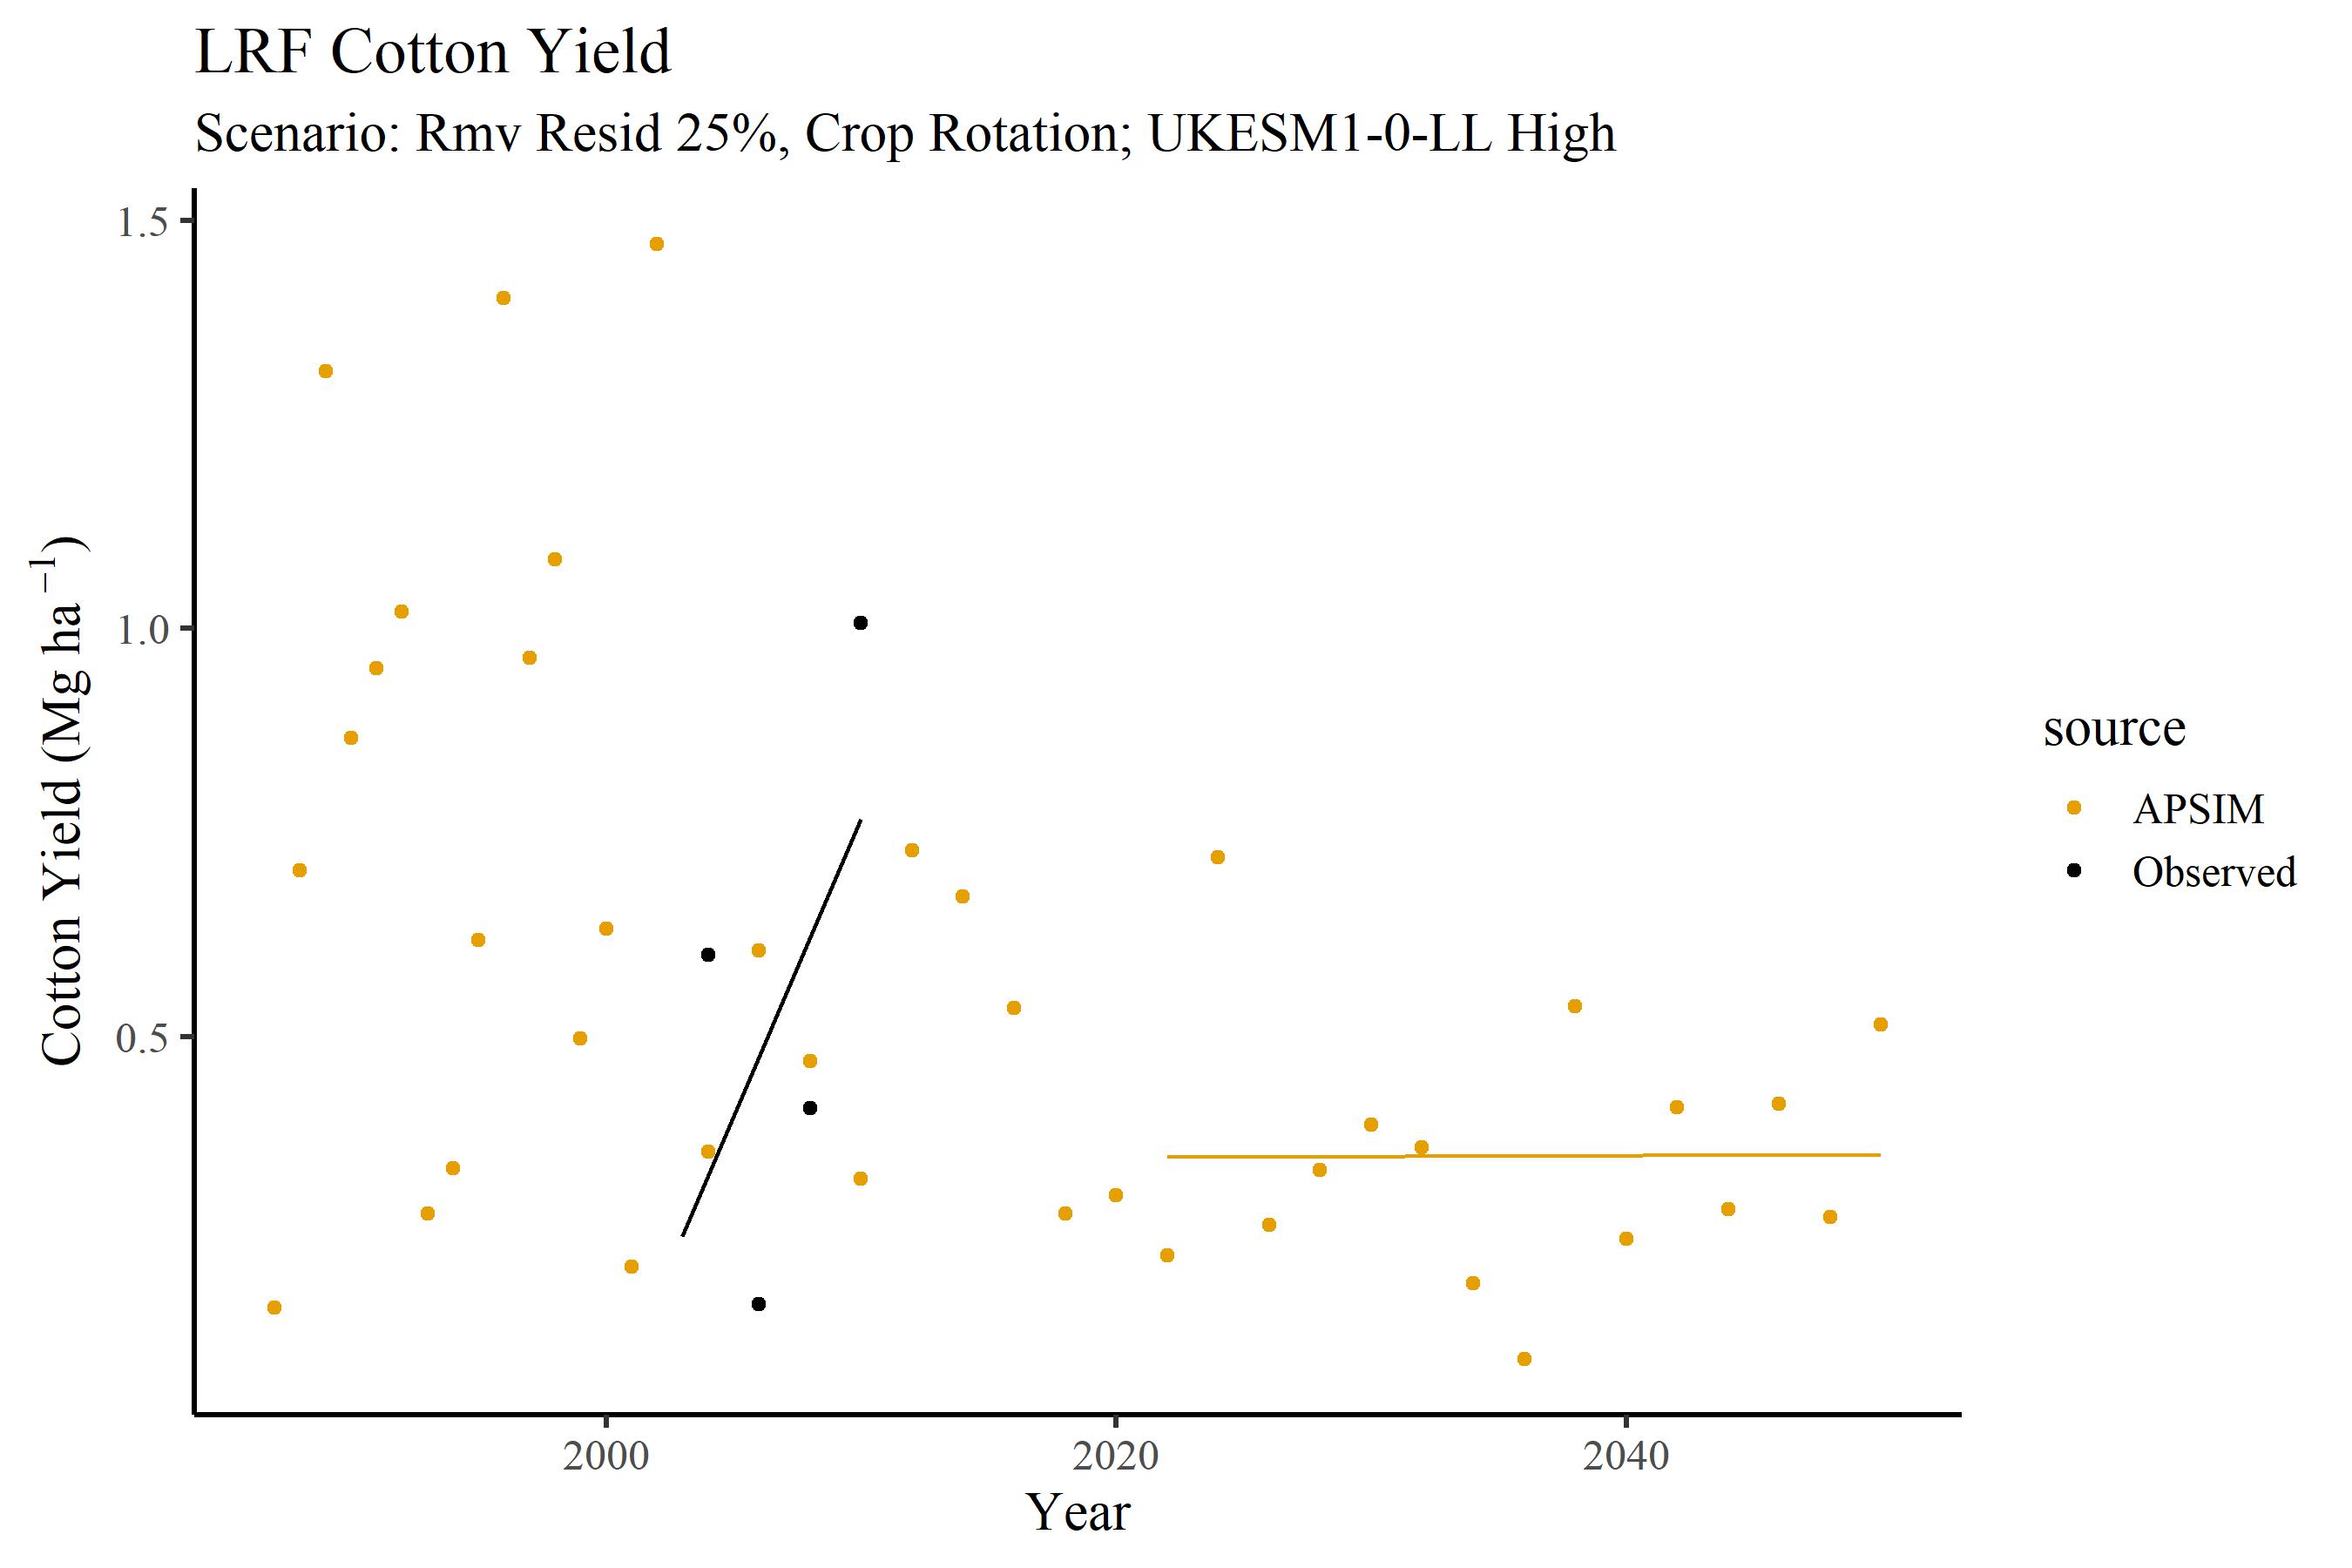 LRF Cotton Yield
Scenario: Rmv Resid 25%, Crop Rotation; UKESM1-0-LL High
Cotton Yield (Mg ha⁻¹)
1.5
1.0
0.5
2000 2020 2040
Year
source
APSIM
Observed